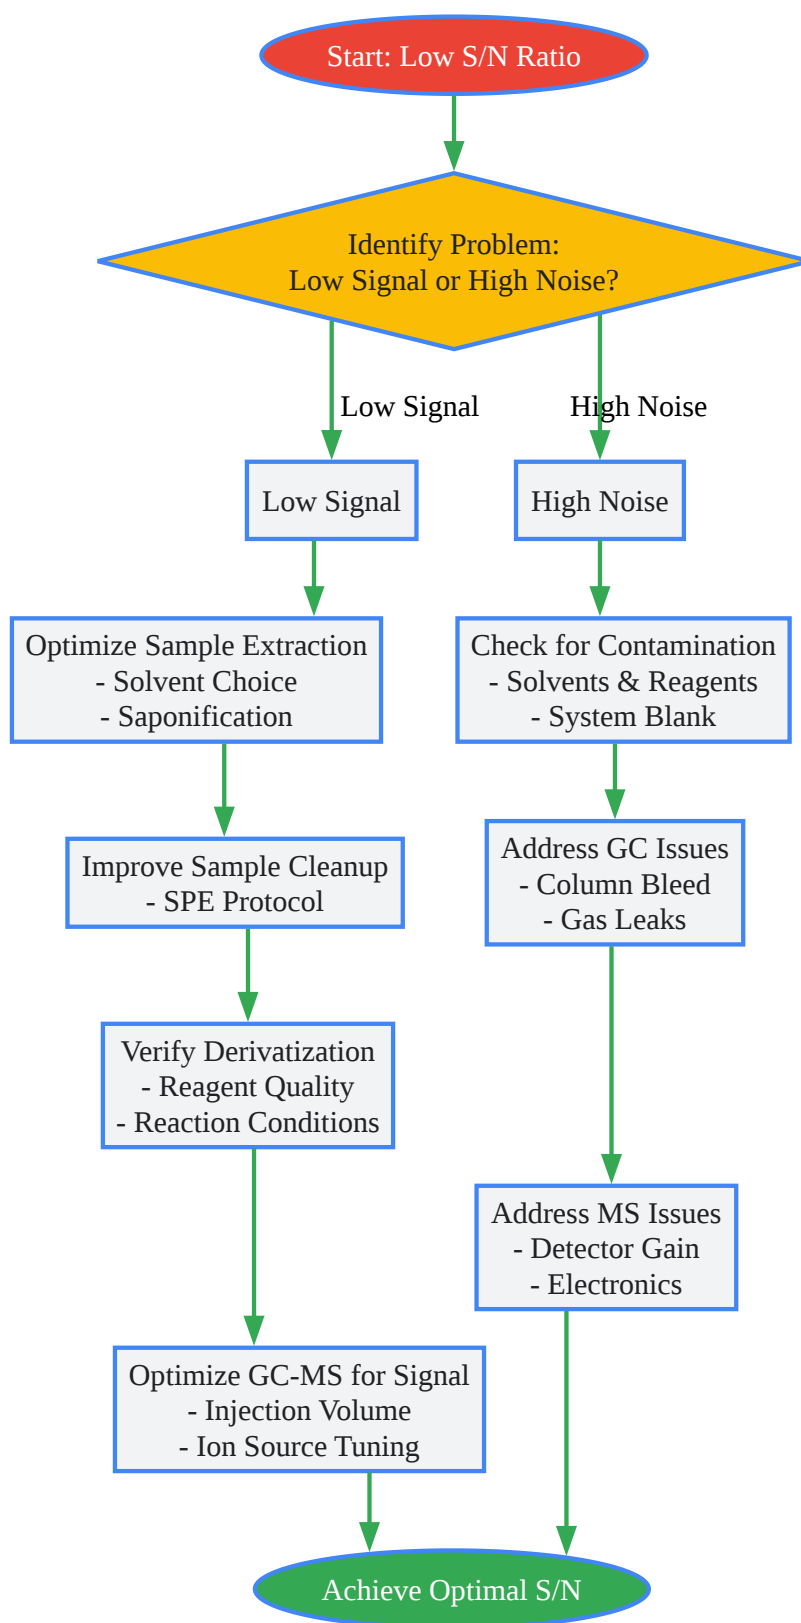 Start: Low S/N Ratio
Identify Problem:
Low Signal or High Noise?
Low Signal
High Noise
Low Signal
High Noise
Optimize Sample Extraction
- Solvent Choice
- Saponification
Check for Contamination
- Solvents & Reagents
- System Blank
Improve Sample Cleanup
- SPE Protocol
Address GC Issues
- Column Bleed
- Gas Leaks
Verify Derivatization
- Reagent Quality
- Reaction Conditions
Address MS Issues
- Detector Gain
- Electronics
Optimize GC-MS for Signal
- Injection Volume
- Ion Source Tuning
Achieve Optimal S/N